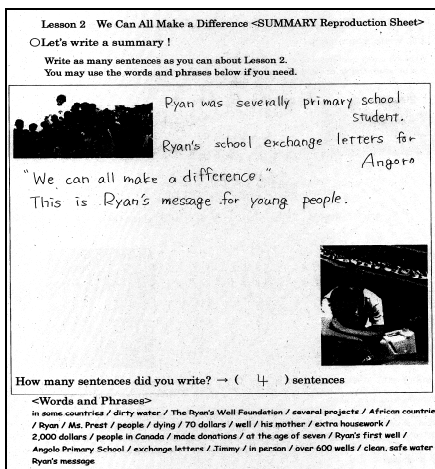 Lesson 2 We Can All Make a Difference <SUMMARY Reproduction Sheet>
○Let's write a summary !
Write as many sentences as you can about Lesson 2.
You may use the words and phrases below if you need.
Ryan was severally primary school
student.
Ryan's school exchange letters for
Angoro
"We can all make a difference."
This is Ryan's message for young people.
How many sentences did you write? → ( 4 ) sentences
<Words and Phrases>
in some countries / dirty water / The Ryan's Well Foundation / several projects / African countrie
/ Ryan / Ms. Prest / people / dying / 70 dollars / well / his mother / extra housework /
2,000 dollars / people in Canada / made donations / at the age of seven / Ryan's first well /
Angolo Primary School / exchange letters / Jimmy / in person / over 600 wells / clean, safe water
Ryan's message